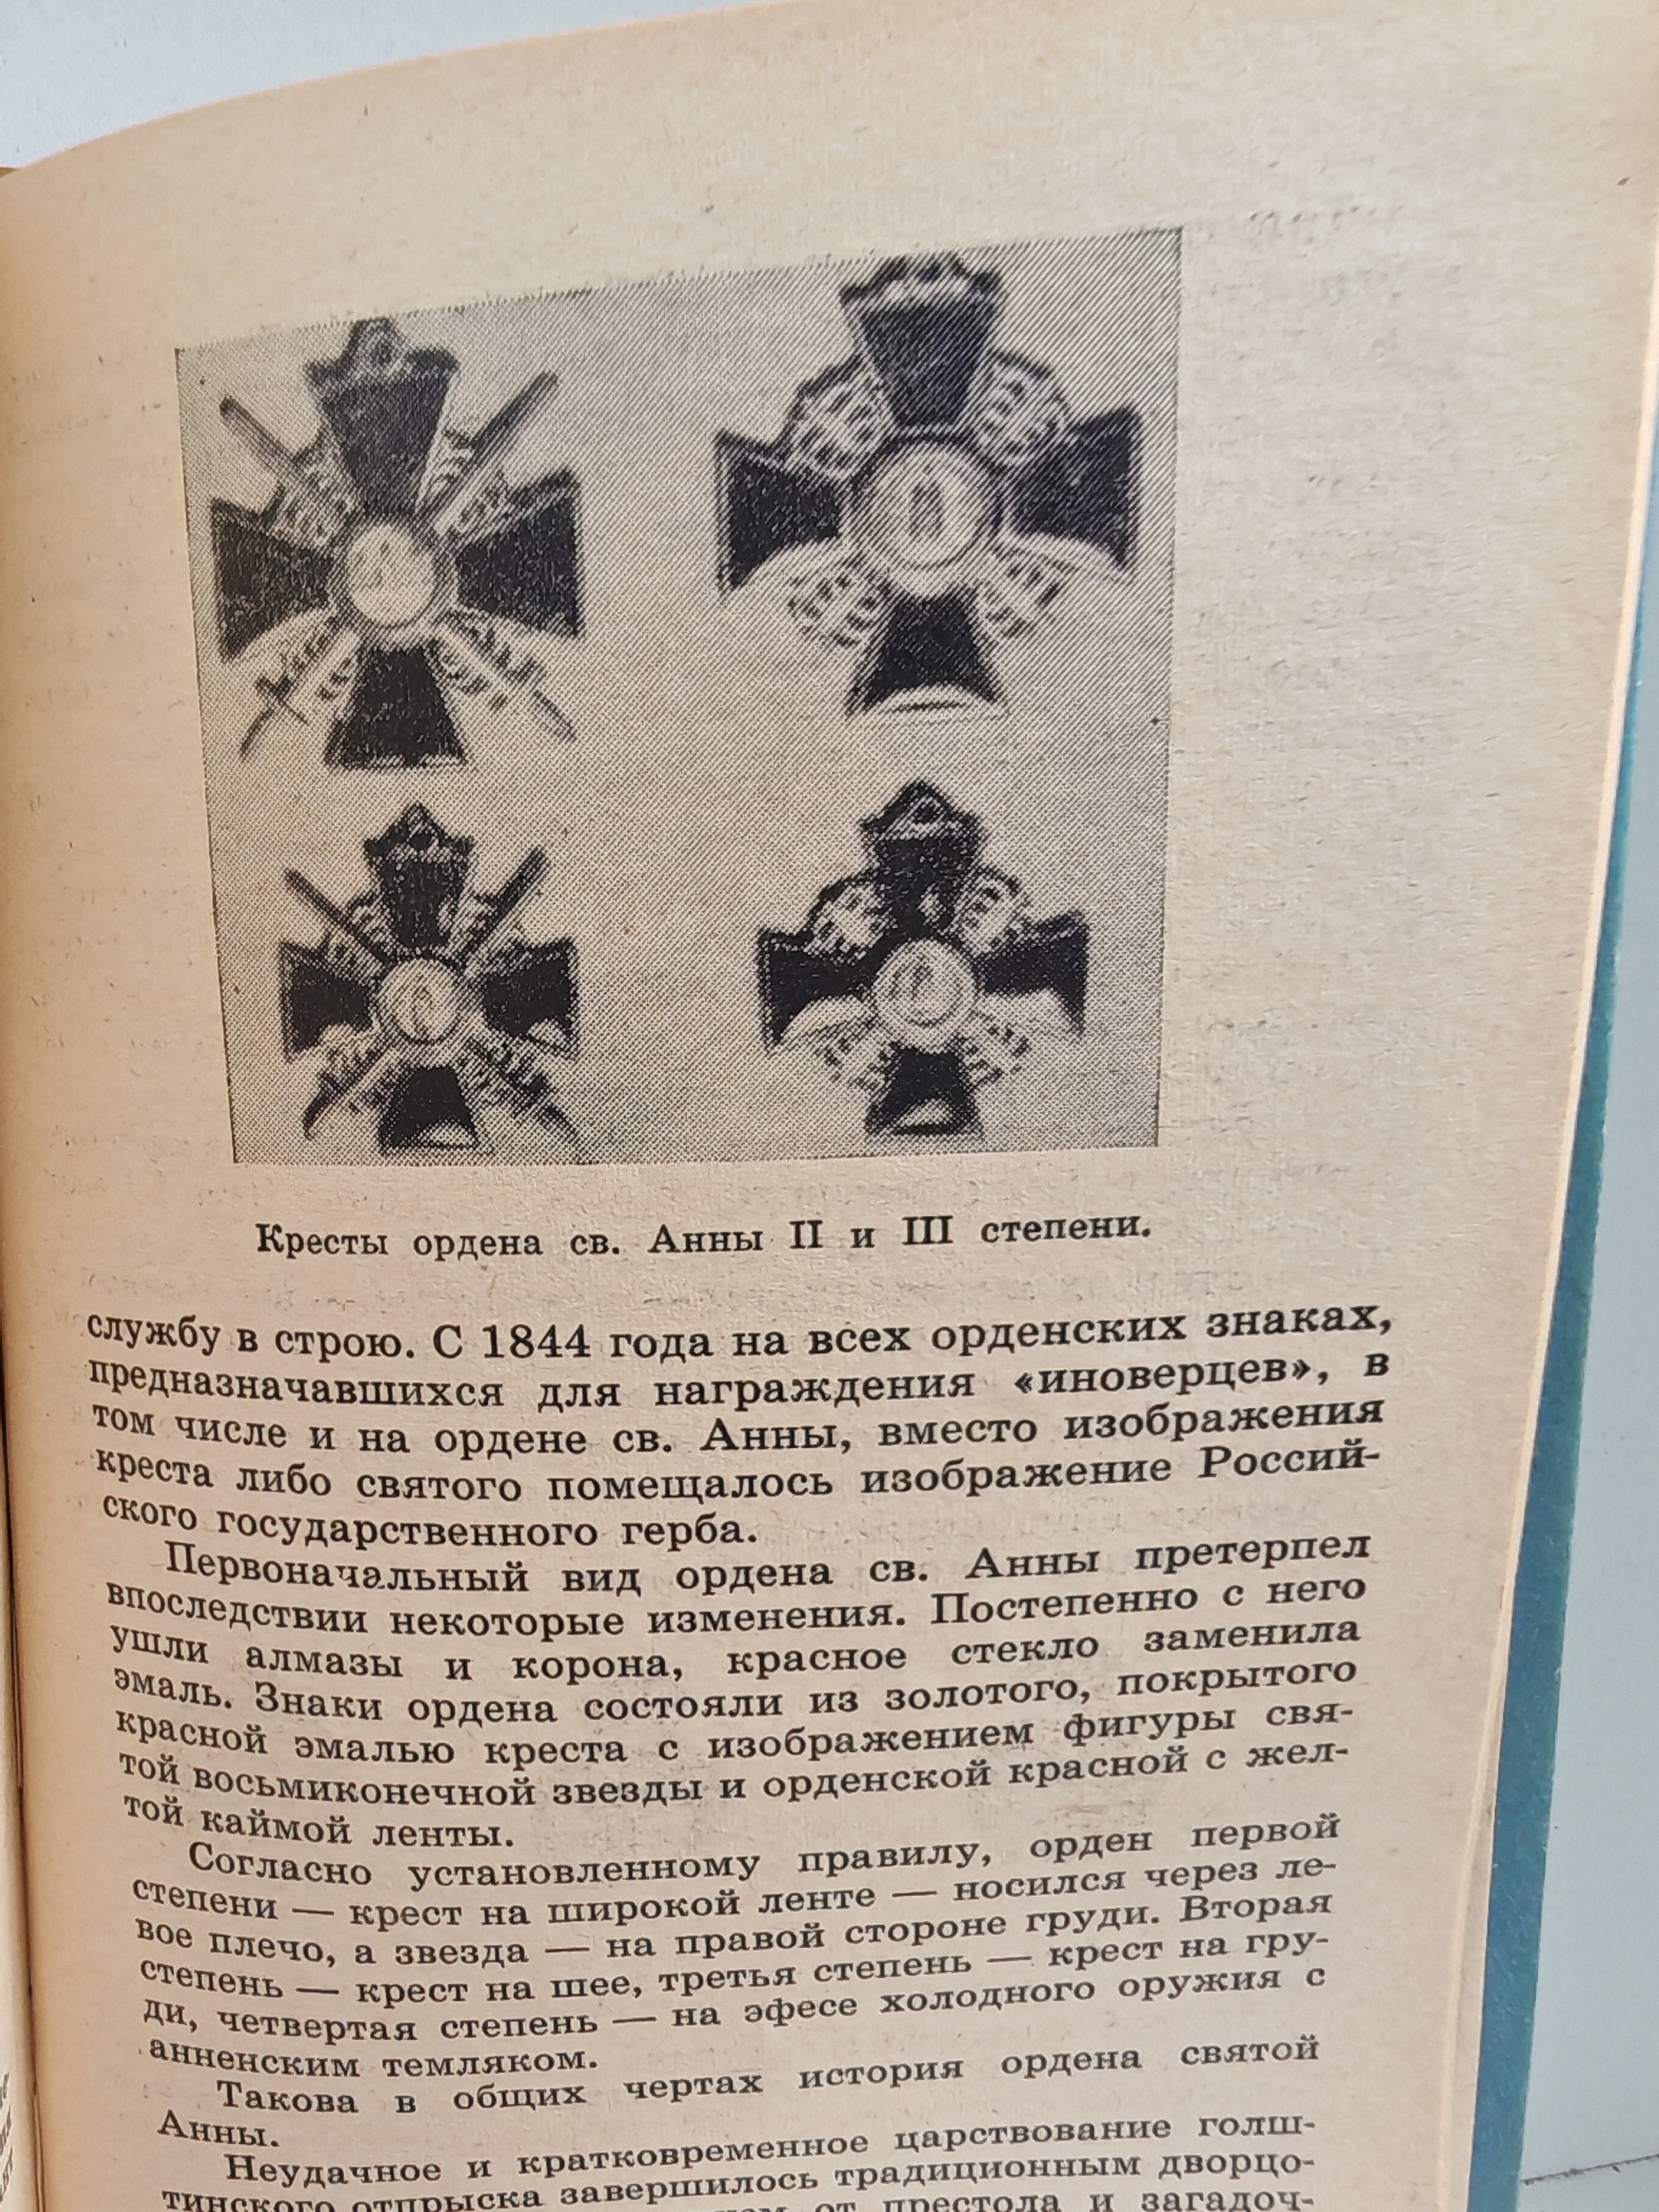 Кресты ордена св. Анны II и III степени.
службу в строю. С 1844 года на всех орденских знаках,
предназначавшихся для награждения «иноверцев», в
том числе и на ордене св. Анны, вместо изображения
креста либо святого помещалось изображение Россий-
ского государственного герба.
Первоначальный вид ордена св. Анны претерпел
впоследствии некоторые изменения. Постепенно с него
ушли алмазы и корона, красное стекло заменила
эмаль. Знаки ордена состояли из золотого, покрытого
красной эмалью креста с изображением фигуры свя-
той восьмиконечной звезды и орденской красной с жел-
той каймой ленты.
Согласно установленному правилу, орден первой
степени — крест на широкой ленте — носился через ле-
вое плечо, а звезда — на правой стороне груди. Вторая
степень — крест на шее, третья степень — крест на гру-
ди, четвертая степень — на эфесе холодного оружия с
анненским темляком.
Такова в общих чертах история ордена святой
Анны.
Неудачное и кратковременное царствование голш-
тинского отпрыска завершилось традиционным дворцо-
от престола и загадоч-